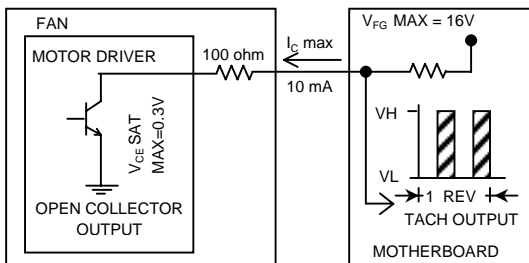 FAN
MOTOR DRIVER
100 ohm
I_C max
10 mA
V_CE SAT
MAX=0.3V
OPEN COLLECTOR
OUTPUT
V_FG MAX = 16V
VH
VL
1 REV
TACH OUTPUT
MOTHERBOARD